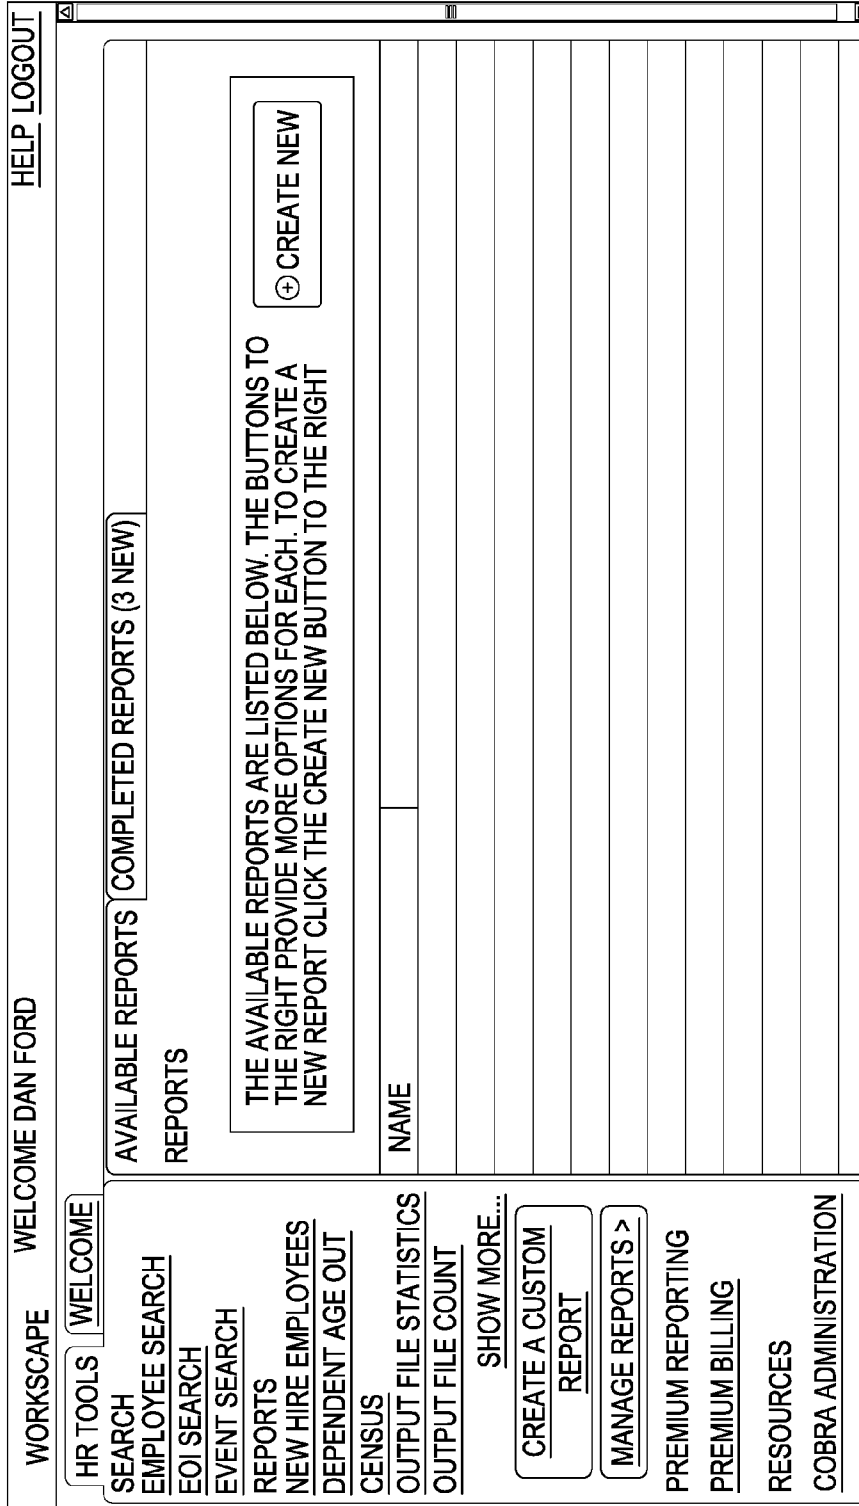 WORKSCAPE WELCOME DAN FORD HELP LOGOUT
HR TOOLS WELCOME
SEARCH
EMPLOYEE SEARCH
EOI SEARCH
EVENT SEARCH
REPORTS
NEW HIRE EMPLOYEES
DEPENDENT AGE OUT
CENSUS
OUTPUT FILE STATISTICS
OUTPUT FILE COUNT
SHOW MORE...
CREATE A CUSTOM
REPORT
MANAGE REPORTS >
PREMIUM REPORTING
PREMIUM BILLING
RESOURCES
COBRA ADMINISTRATION
AVAILABLE REPORTS COMPLETED REPORTS (3 NEW)
REPORTS
THE AVAILABLE REPORTS ARE LISTED BELOW. THE BUTTONS TO
THE RIGHT PROVIDE MORE OPTIONS FOR EACH. TO CREATE A
NEW REPORT CLICK THE CREATE NEW BUTTON TO THE RIGHT
CREATE NEW
NAME